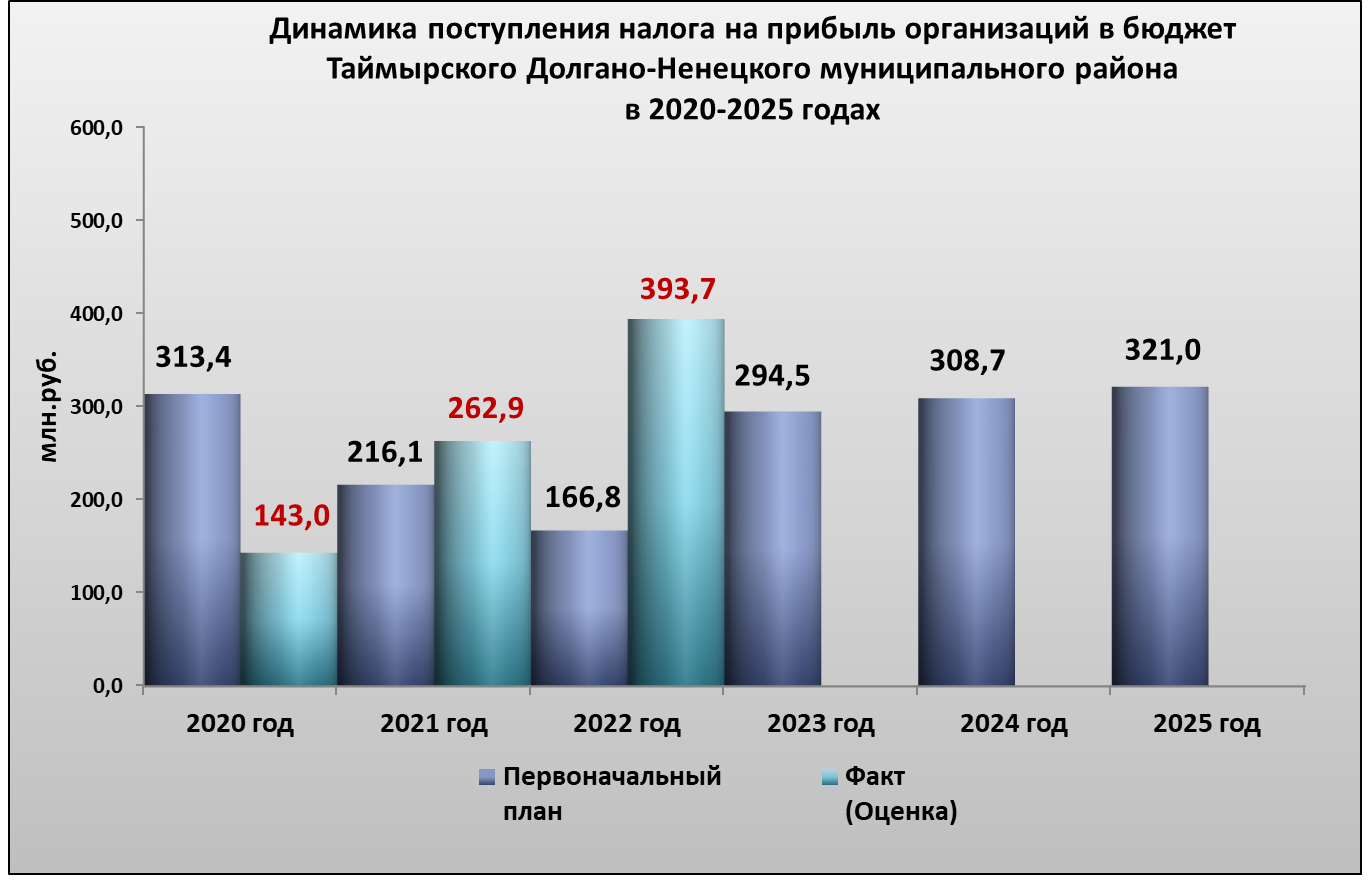 Динамика поступления налога на прибыль организаций в бюджет
Таймырского Долгано-Ненецкого муниципального района
в 2020-2025 годах
млн.руб.
600,0
500,0
400,0
300,0
200,0
100,0
0,0
313,4
143,0
216,1
262,9
166,8
393,7
294,5
308,7
321,0
2020 год
2021 год
2022 год
2023 год
2024 год
2025 год
Первоначальный
план
Факт
(Оценка)